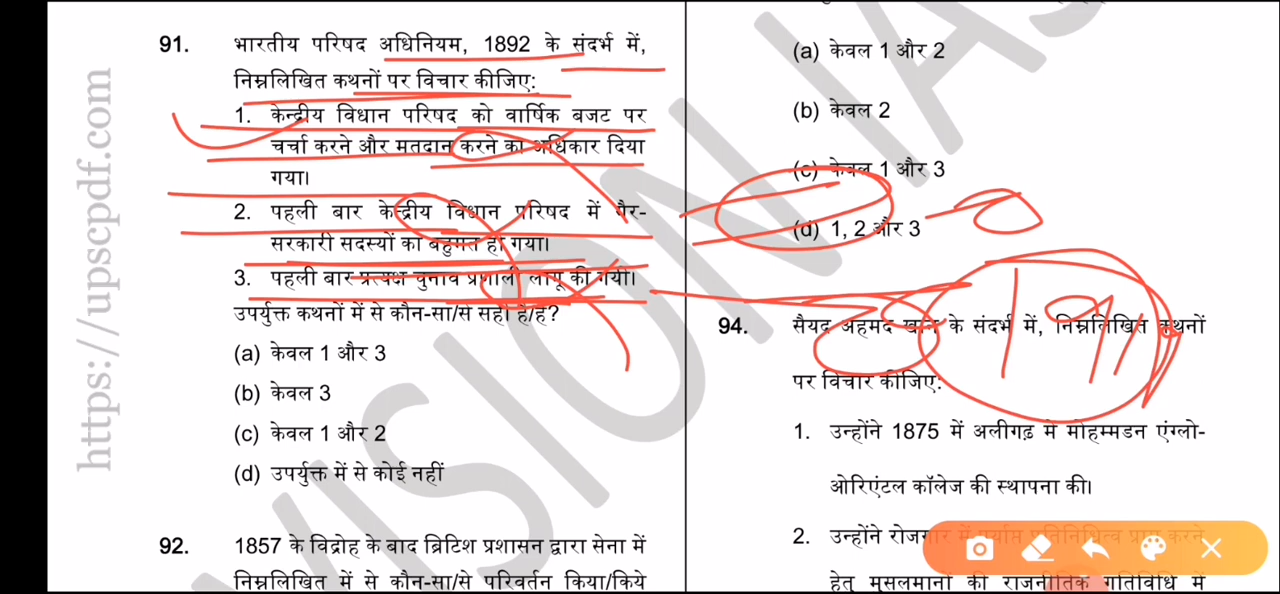 91. भारतीय परिषद अधिनियम, 1892 के संदर्भ में,
निम्नलिखित कथनों पर विचार कीजिए:
1. केन्द्रीय विधान परिषद को वार्षिक बजट पर
चर्चा करने और मतदान करने का अधिकार दिया
गया।
2. पहली बार केन्द्रीय विधान परिषद में गैर-
सरकारी सदस्यों का बहुमत हो गया।
3. पहली बार प्रत्यक्ष चुनाव प्रणाली लागू की गयी।
उपर्युक्त कथनों में से कौन-सा/से सही है/हैं?
(a) केवल 1 और 3
(b) केवल 3
(c) केवल 1 और 2
(d) उपर्युक्त में से कोई नहीं
92. 1857 के विद्रोह के बाद ब्रिटिश प्रशासन द्वारा सेना में
निम्नलिखित में से कौन-सा/से परिवर्तन किया/किये
(a) केवल 1 और 2
(b) केवल 2
(c) केवल 1 और 3
(d) 1, 2 और 3
94. सैयद अहमद खान के संदर्भ में, निम्नलिखित कथनों
पर विचार कीजिए:
1. उन्होंने 1875 में अलीगढ़ में मोहम्मडन एंग्लो-
ओरिएंटल कॉलेज की स्थापना की।
2. उन्होंने रोजगार में पर्याप्त प्रतिनिधित्व प्राप्त करने
हेतु मुसलमानों की राजनीतिक गतिविधि में
https://upscpdf.com
VISION IAS
VISION